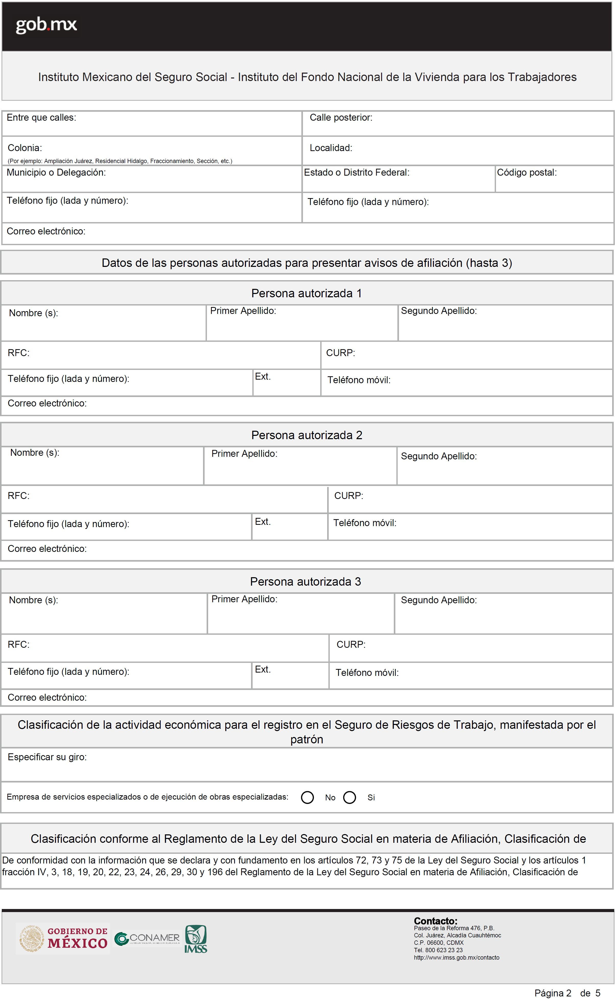 gob.mx
Instituto Mexicano del Seguro Social - Instituto del Fondo Nacional de la Vivienda para los Trabajadores
Entre que calles:
Calle posterior:
Colonia:
(Por ejemplo: Ampliación Juárez, Residencial Hidalgo, Fraccionamiento, Sección, etc.)
Localidad:
Municipio o Delegación:
Estado o Distrito Federal:
Código postal:
Teléfono fijo (lada y número):
Teléfono fijo (lada y número):
Correo electrónico:
Datos de las personas autorizadas para presentar avisos de afiliación (hasta 3)
Persona autorizada 1
Nombre (s):
Primer Apellido:
Segundo Apellido:
RFC:
CURP:
Teléfono fijo (lada y número):
Ext.
Teléfono móvil:
Correo electrónico:
Persona autorizada 2
Nombre (s):
Primer Apellido:
Segundo Apellido:
RFC:
CURP:
Teléfono fijo (lada y número):
Ext.
Teléfono móvil:
Correo electrónico:
Persona autorizada 3
Nombre (s):
Primer Apellido:
Segundo Apellido:
RFC:
CURP:
Teléfono fijo (lada y número):
Ext.
Teléfono móvil:
Correo electrónico:
Clasificación de la actividad económica para el registro en el Seguro de Riesgos de Trabajo, manifestada por el
patrón
Especificar su giro:
Empresa de servicios especializados o de ejecución de obras especializadas:
No
Si
Clasificación conforme al Reglamento de la Ley del Seguro Social en materia de Afiliación, Clasificación de
De conformidad con la información que se declara y con fundamento en los artículos 72, 73 y 75 de la Ley del Seguro Social y los artículos 1
fracción IV, 3, 18, 19, 20, 22, 23, 24, 26, 29, 30 y 196 del Reglamento de la Ley del Seguro Social en materia de Afiliación, Clasificación de
GOBIERNO DE
MÉXICO
CONAMER
IMSS
Contacto:
Paseo de la Reforma 476, P.B.
Col. Juárez, Alcadía Cuauhtémoc
C.P. 06600, CDMX
Tel. 800 623 23 23
http://www.imss.gob.mx/contacto
Página 2 de 5